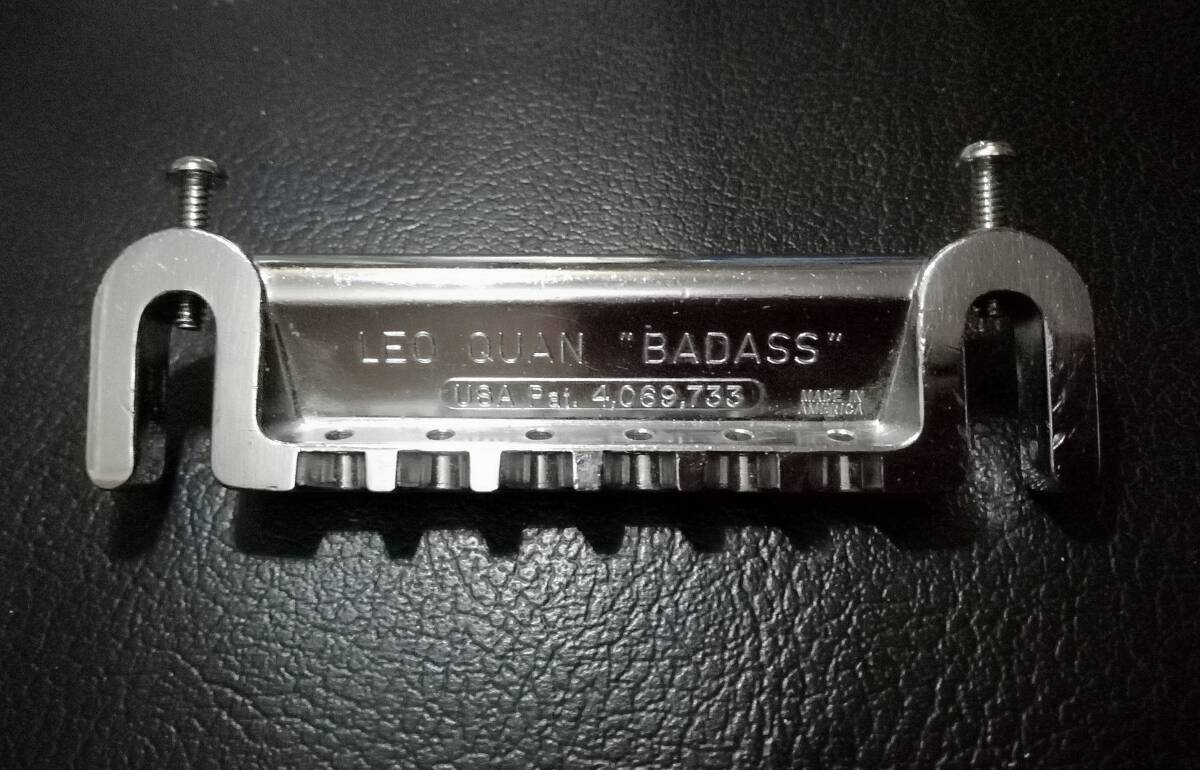 LEO QUAN "BADASS"
USA Pat. 4,069,733
MADE IN
AMERICA